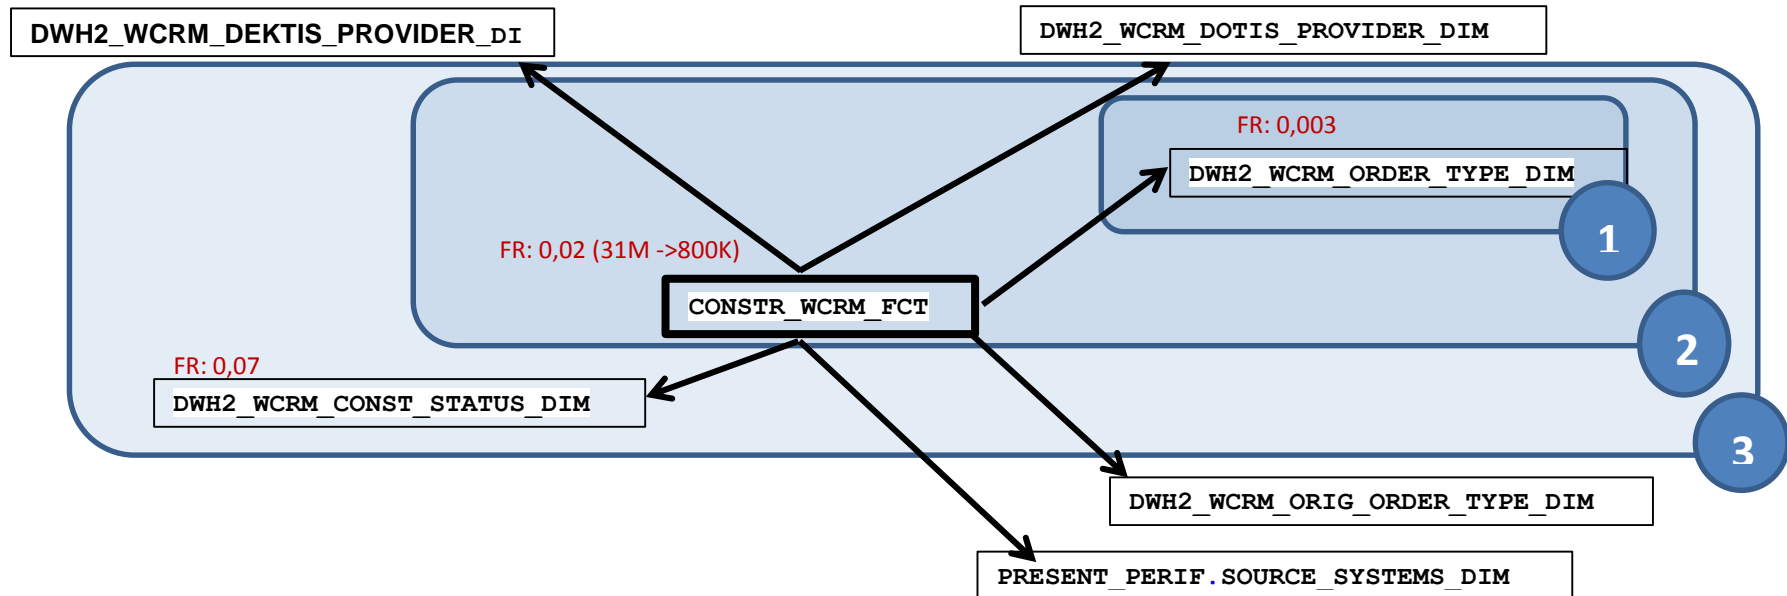 DWH2_WCRM_DEKTIS_PROVIDER_DI
DWH2_WCRM_DOTIS_PROVIDER_DIM
FR: 0,003
DWH2_WCRM_ORDER_TYPE_DIM
1
FR: 0,02 (31M ->800K)
CONSTR_WCRM_FCT
2
FR: 0,07
DWH2_WCRM_CONST_STATUS_DIM
3
DWH2_WCRM_ORIG_ORDER_TYPE_DIM
PRESENT_PERIF.SOURCE_SYSTEMS_DIM